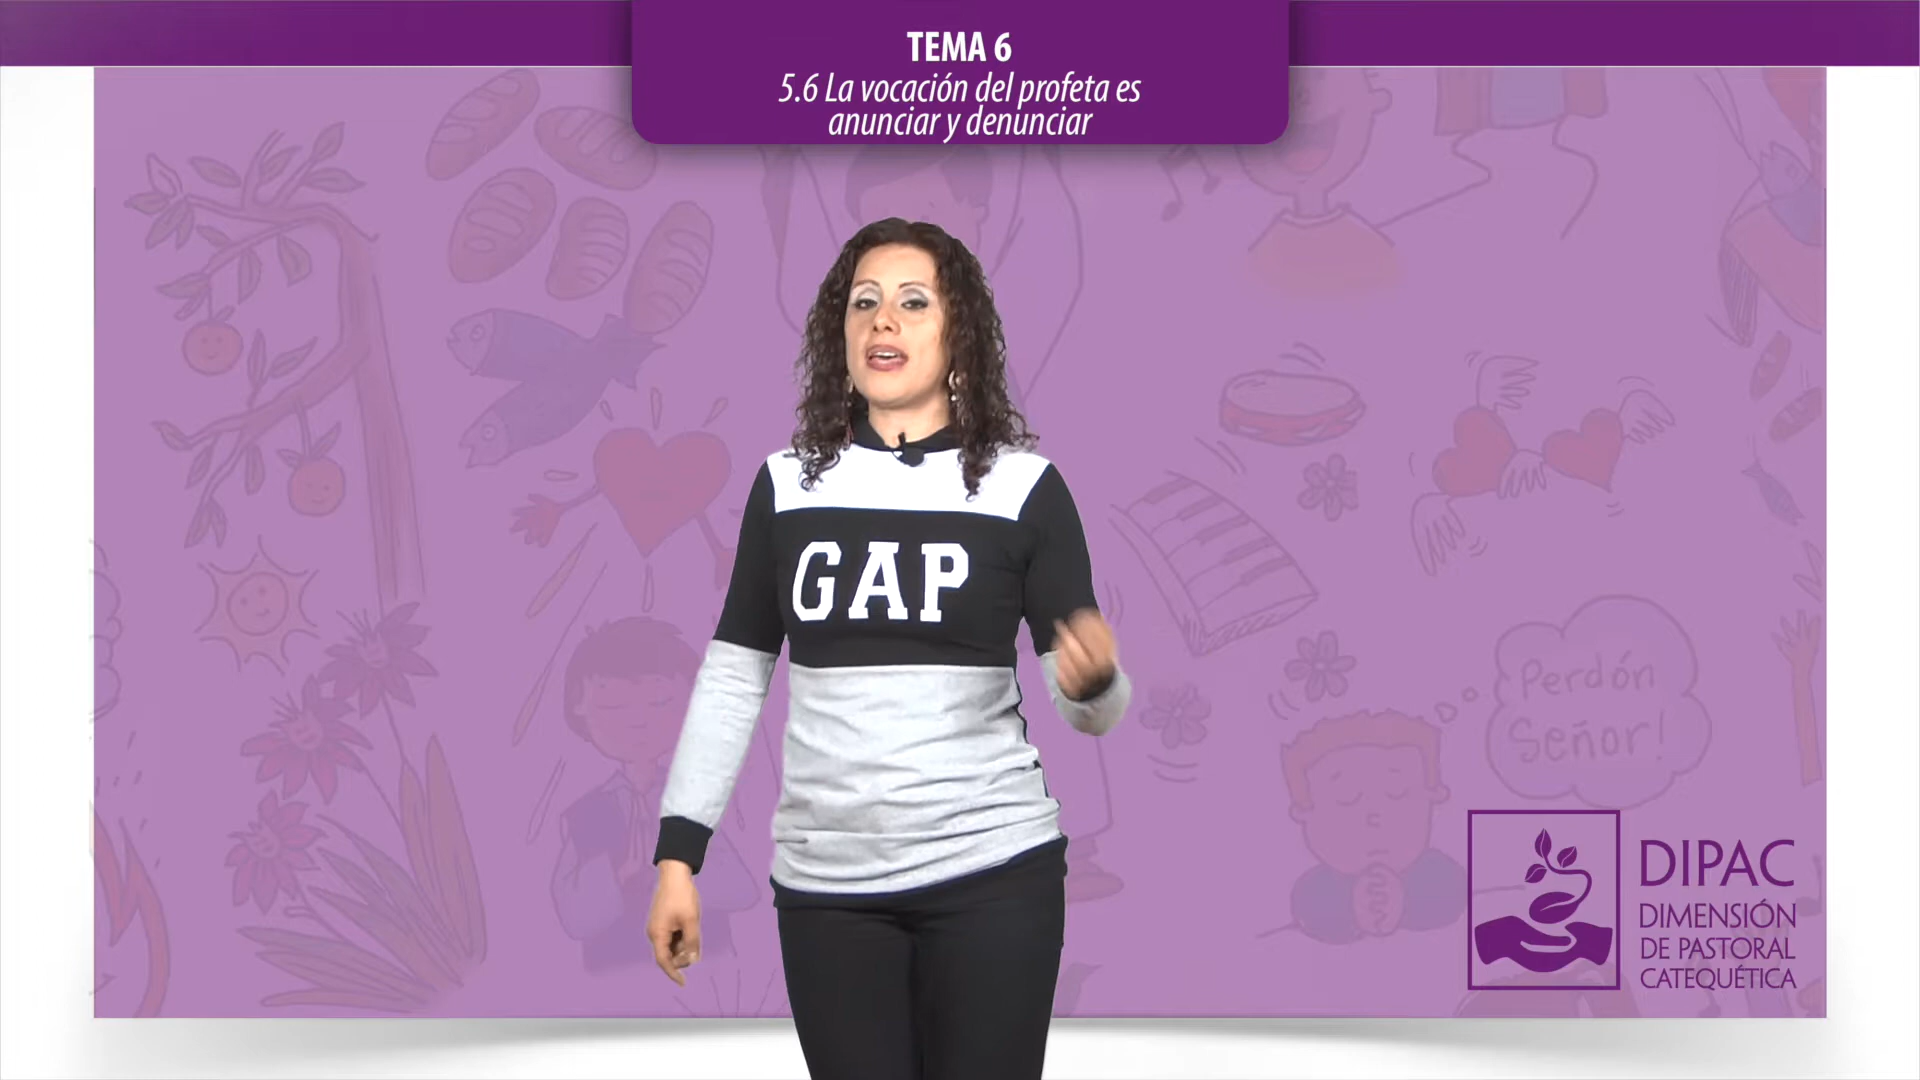 TEMA 6
5.6 La vocación del profeta es
anunciar y denunciar
GAP
Perdón
Señor!
DIPAC
DIMENSIÓN
DE PASTORAL
CATEQUÉTICA